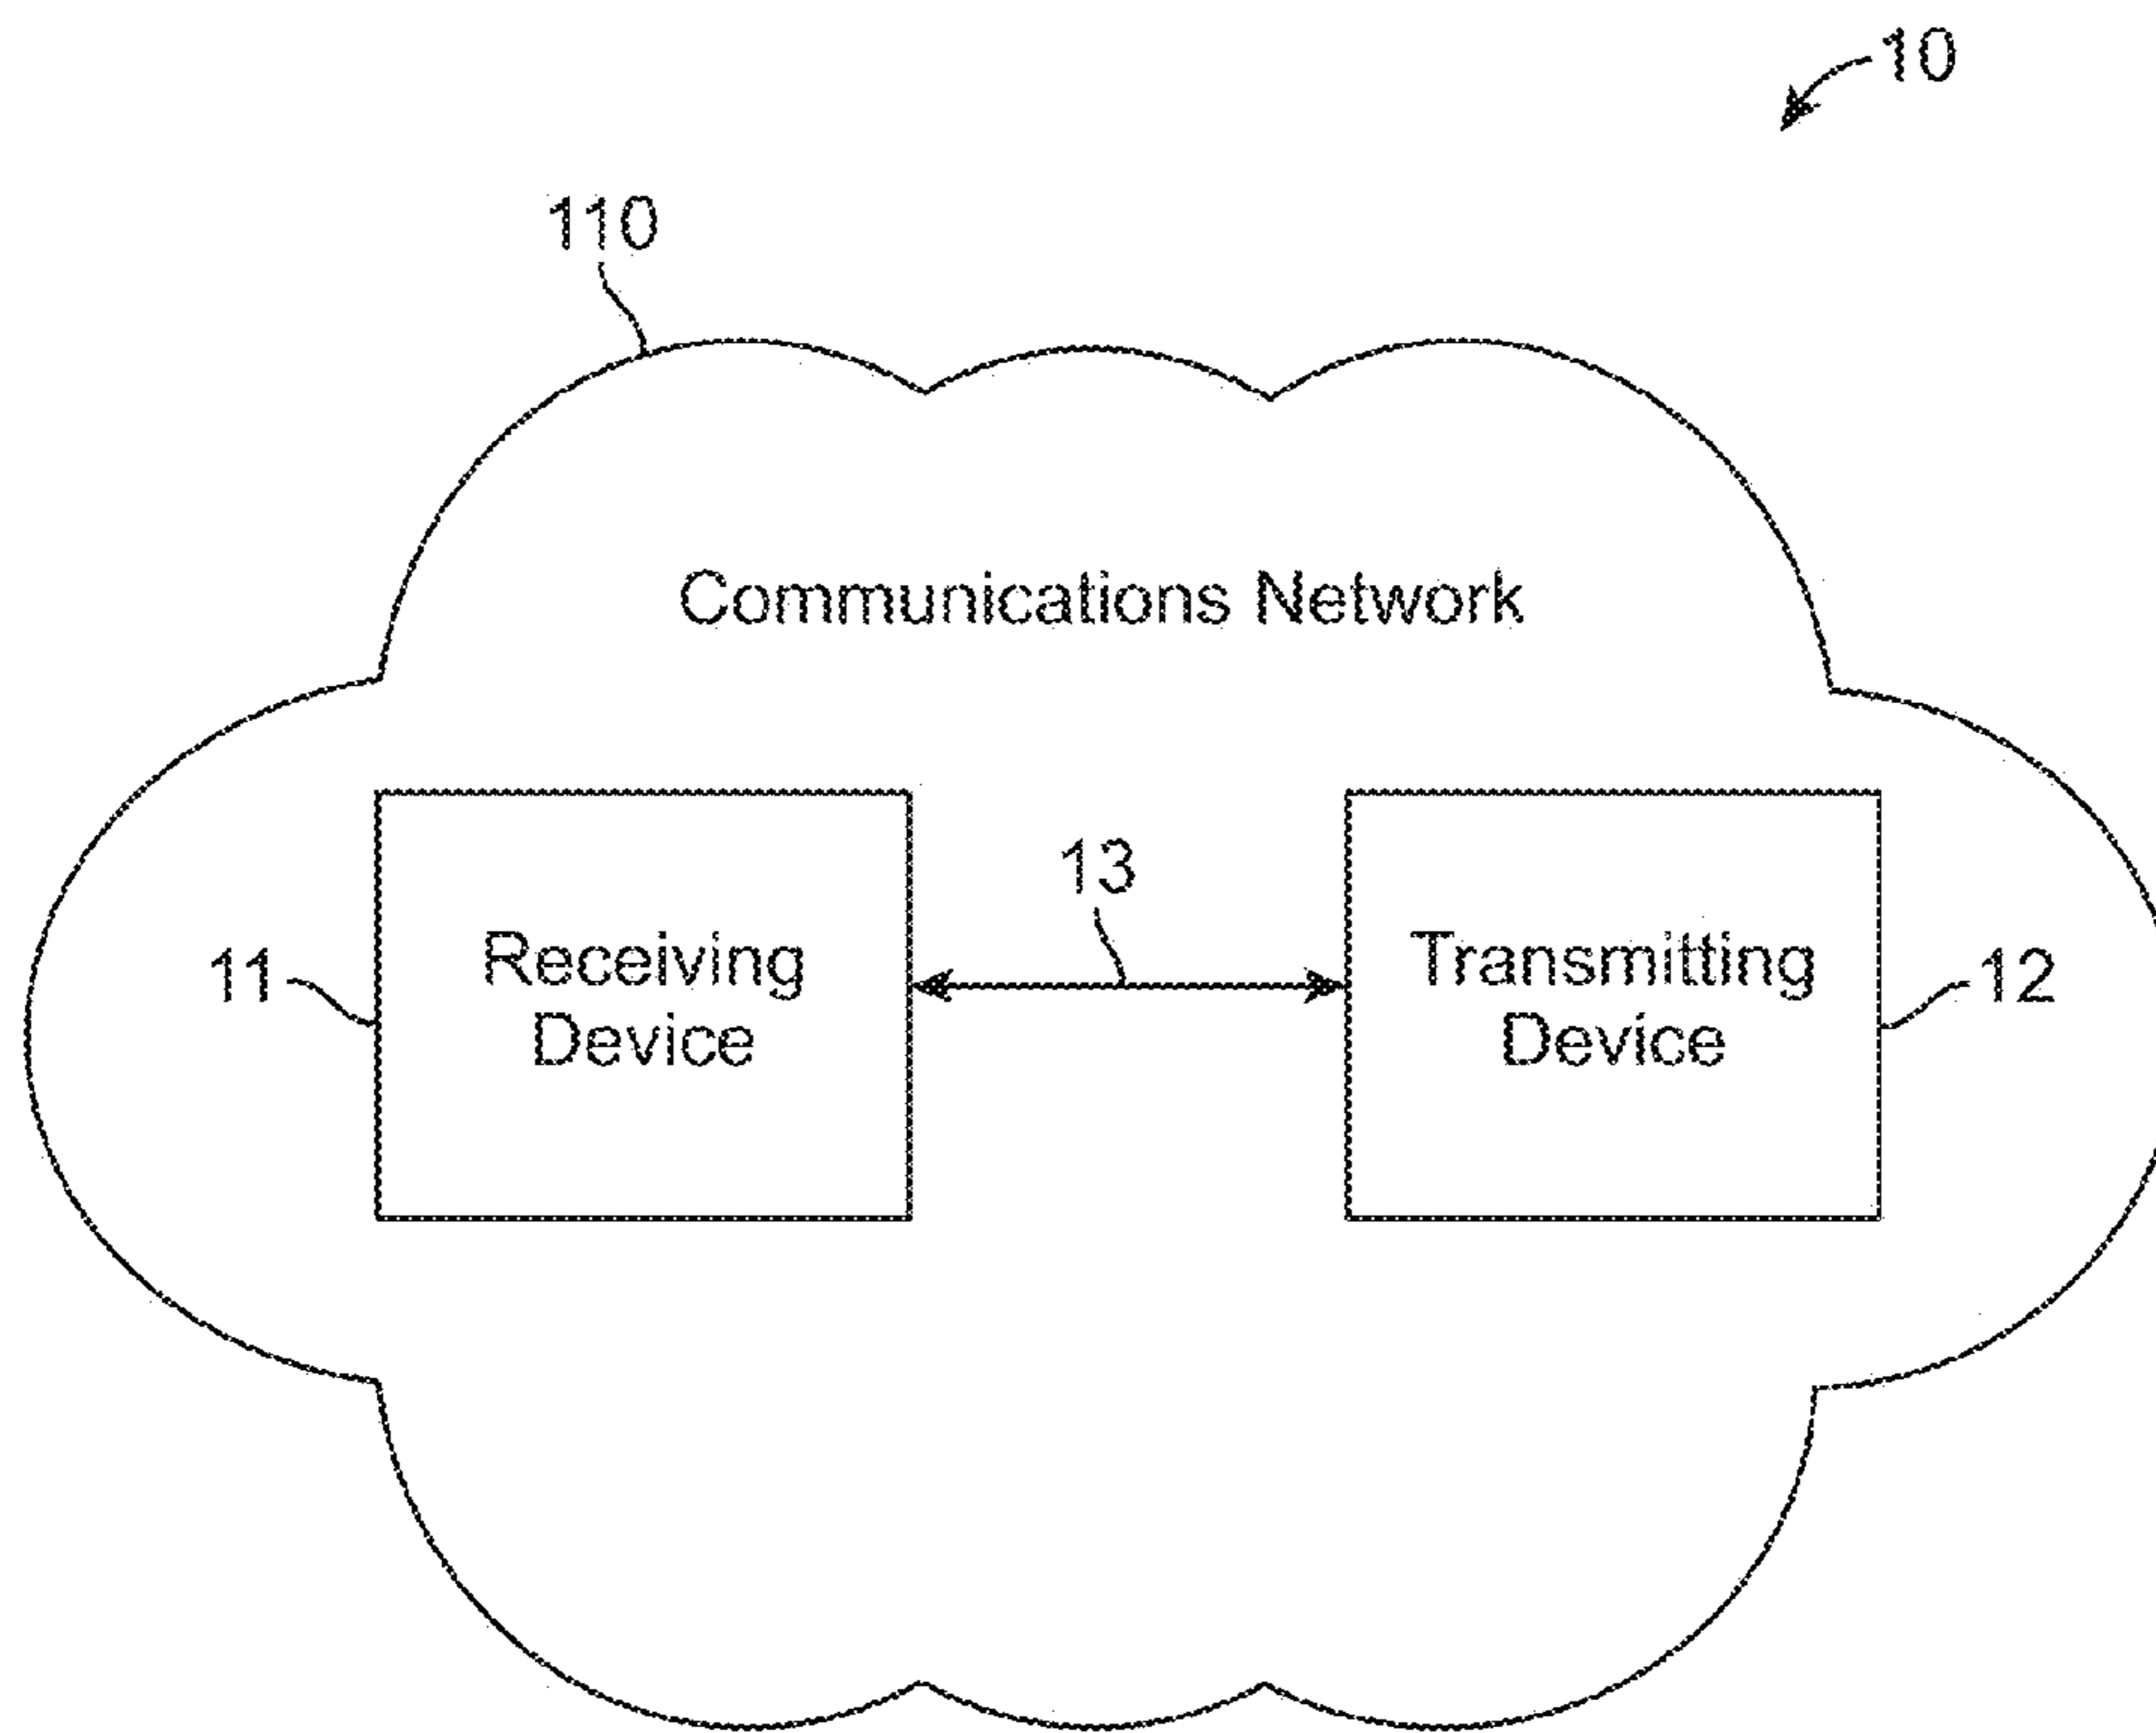 10
110
Communications Network
13
11
Receiving
Device
Transmitting
Device
12